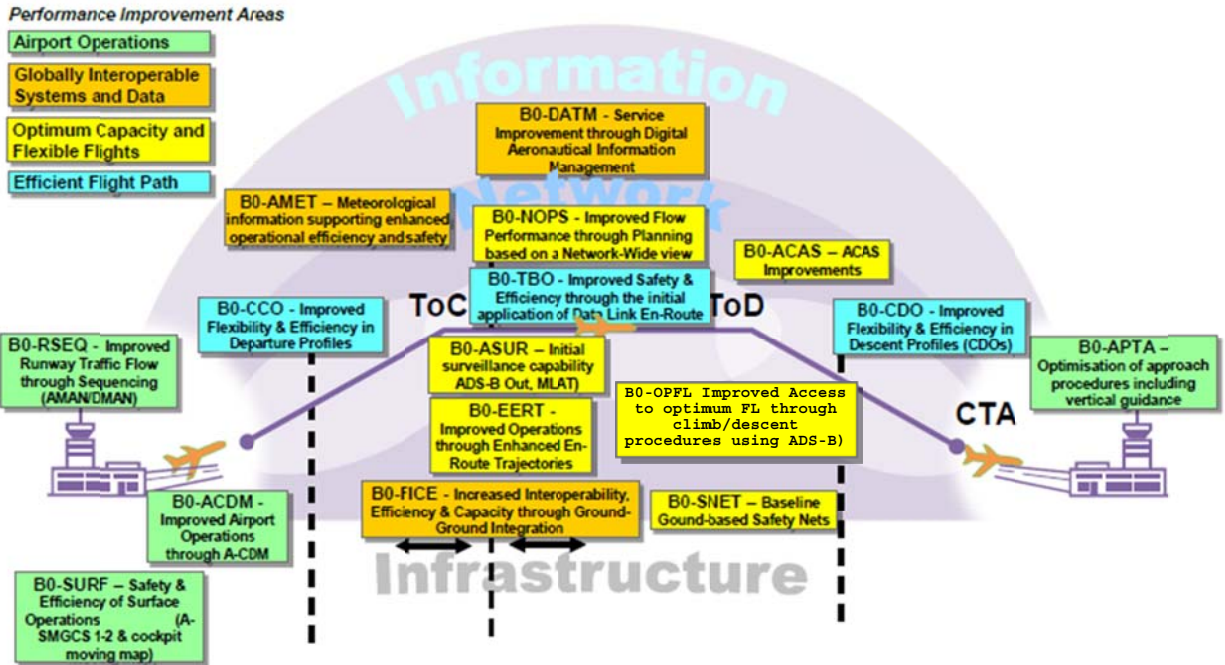 Performance Improvement Areas
Airport Operations
Globally Interoperable
Systems and Data
Optimum Capacity and
Flexible Flights
Efficient Flight Path
Information
Network
B0-DATM - Service
Improvement through Digital
Aeronautical Information
Management
B0-AMET – Meteorological
information supporting enhanced
operational efficiency and safety
B0-NOPS - Improved Flow
Performance through Planning
based on a Network-Wide view
B0-ACAS – ACAS
Improvements
B0-TBO - Improved Safety &
Efficiency through the initial
application of Data Link En-Route
ToC
ToD
B0-CCO - Improved
Flexibility & Efficiency in
Departure Profiles
B0-CDO - Improved
Flexibility & Efficiency in
Descent Profiles (CDOs)
B0-RSEQ - Improved
Runway Traffic Flow
through Sequencing
(AMAN/DMAN)
B0-ASUR – Initial
surveillance capability
ADS-B Out, MLAT)
B0-APTA –
Optimisation of approach
procedures including
vertical guidance
B0-OPFL Improved Access
to optimum FL through
climb/descent
procedures using ADS-B)
B0-EERT -
Improved Operations
through Enhanced En-
Route Trajectories
CTA
B0-FICE - Increased Interoperability,
Efficiency & Capacity through Ground-
Ground Integration
B0-SNET – Baseline
Gound-based Safety Nets
B0-ACDM -
Improved Airport
Operations
through A-CDM
Infrastructure
B0-SURF – Safety &
Efficiency of Surface
Operations (A-
SMGCS 1-2 & cockpit
moving map)